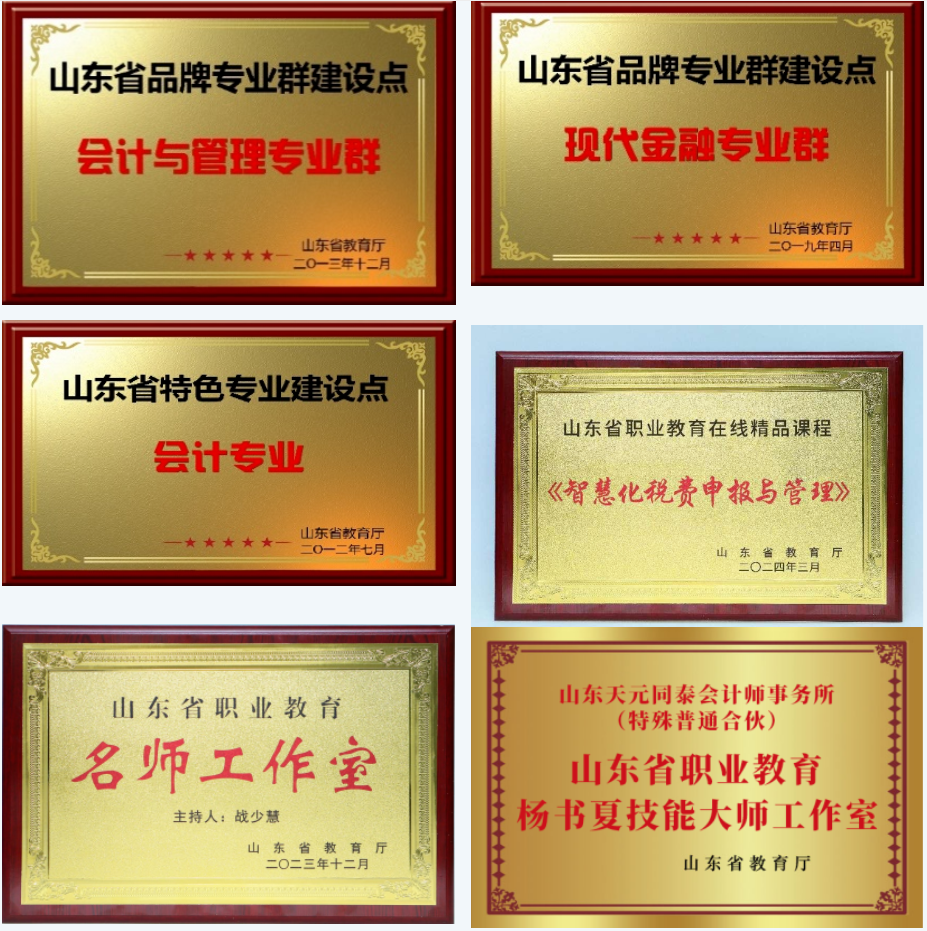 山东省品牌专业群建设点
会计与管理专业群
山东省教育厅
二〇一三年十二月
山东省品牌专业群建设点
现代金融专业群
山东省教育厅
二〇一九年四月
山东省特色专业建设点
会计专业
山东省教育厅
二〇一二年七月
山东省职业教育在线精品课程
《智慧化税费申报与管理》
山东省教育厅
二〇二四年三月
山东省职业教育
名师工作室
主持人：战少慧
山东省教育厅
二〇二三年十二月
山东天元同泰会计师事务所
（特殊普通合伙）
山东省职业教育
杨书夏技能大师工作室
山东省教育厅